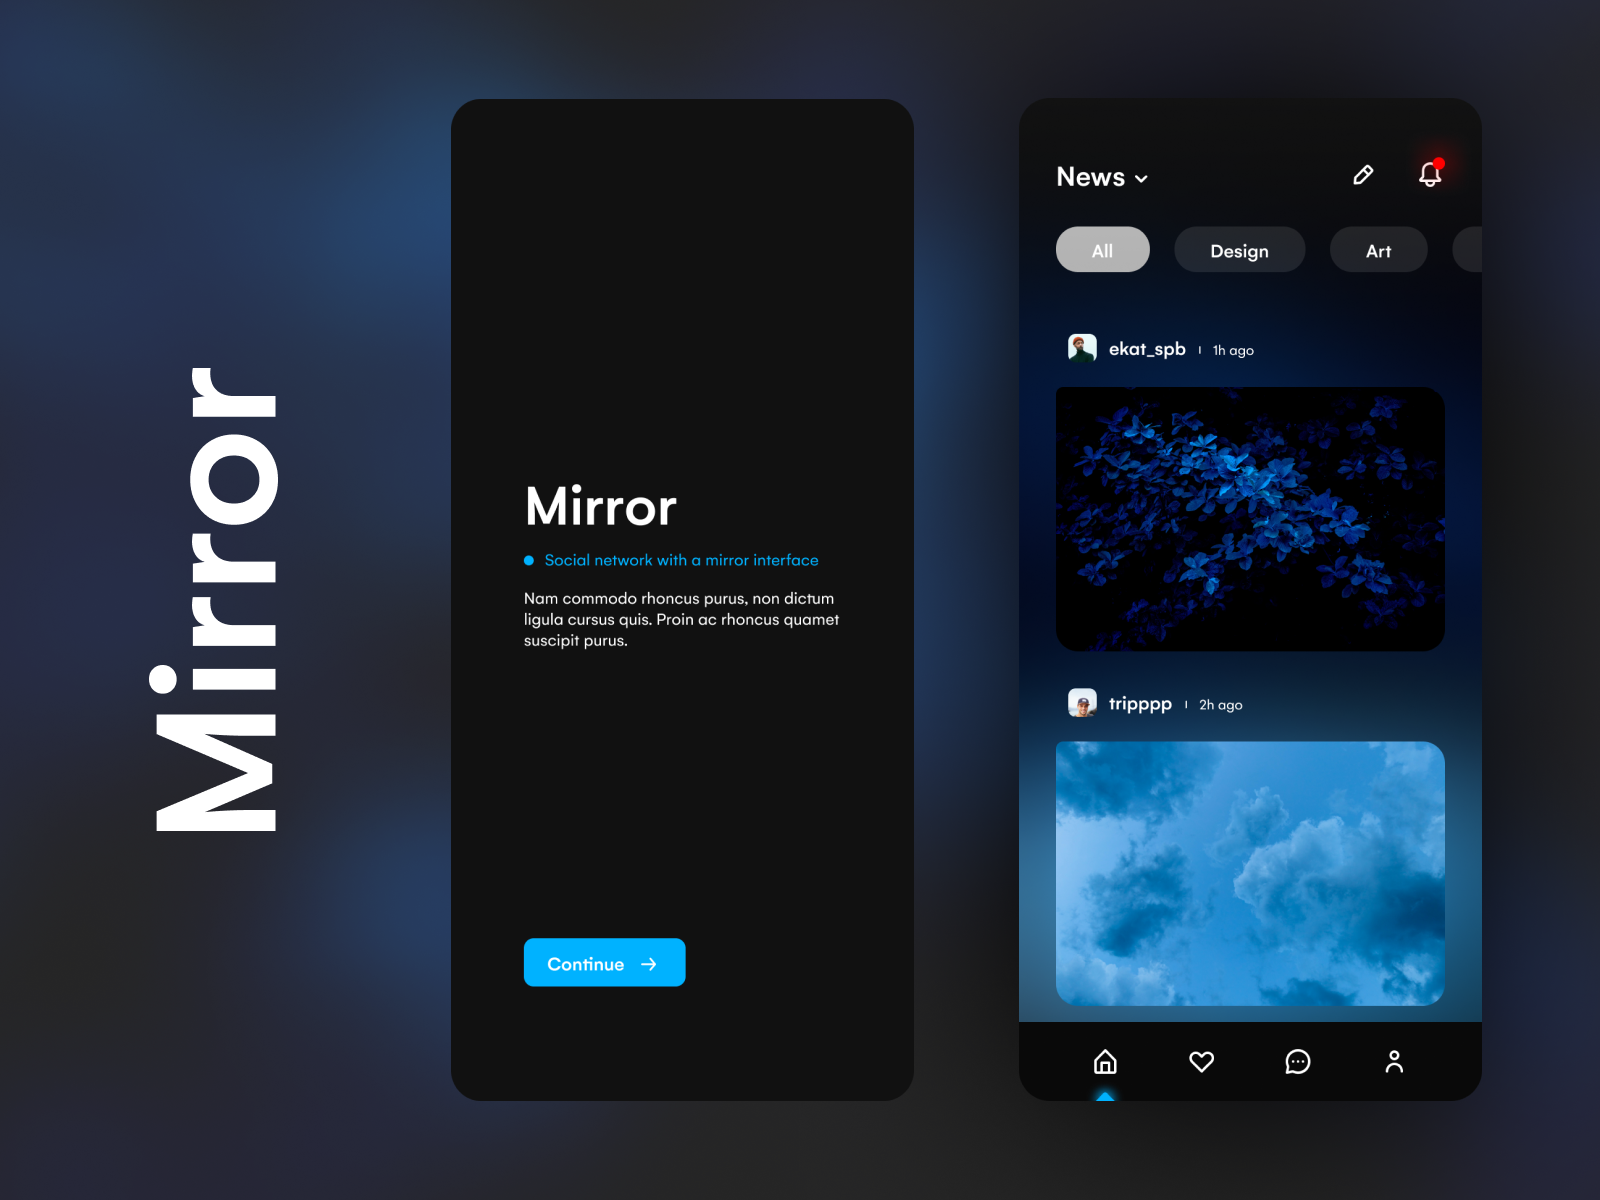 Mirror
Mirror
Social network with a mirror interface
Nam commodo rhoncus purus, non dictum
ligula cursus quis. Proin ac rhoncus quamet
suscipit purus.
Continue
News
All
Design
Art
ekat_spb
1h ago
tripppp
2h ago